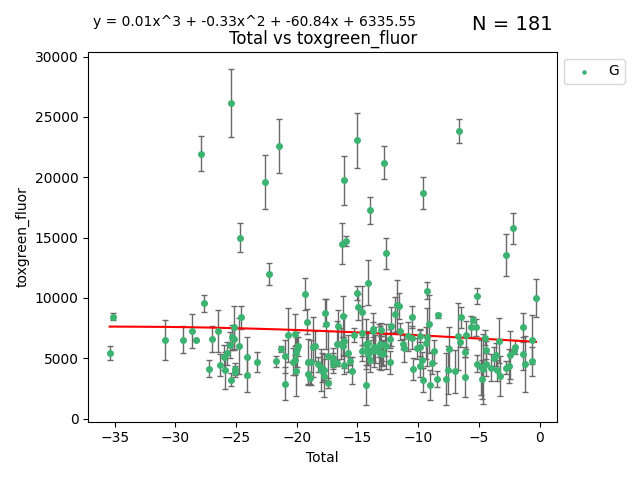 y = 0.01x^3 + -0.33x^2 + -60.84x + 6335.55
N = 181
Total vs toxgreen_fluor
G
toxgreen_fluor
30000
25000
20000
15000
10000
5000
0
−35 −30 −25 −20 −15 −10 −5 0
Total